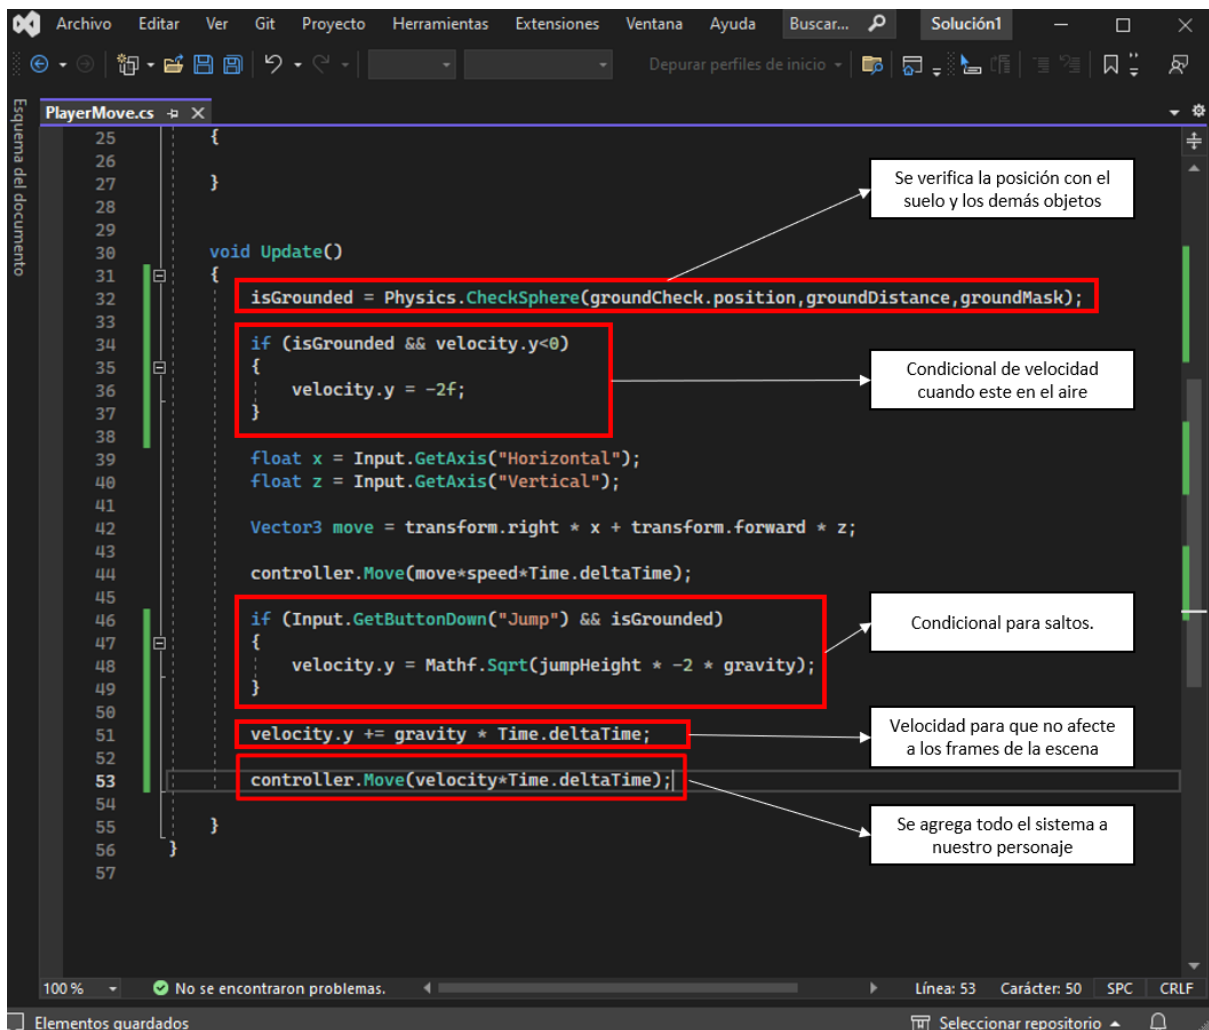 Archivo Editar Ver Git Proyecto Herramientas Extensiones Ventana Ayuda Buscar... Solución1
Depurar perfiles de inicio
Esquema del documento
PlayerMove.cs
25 {
26
27 }
28
29
30 void Update()
31 {
32 isGrounded = Physics.CheckSphere(groundCheck.position,groundDistance,groundMask);
33
34 if (isGrounded && velocity.y<0)
35 {
36 velocity.y = -2f;
37 }
38
39 float x = Input.GetAxis("Horizontal");
40 float z = Input.GetAxis("Vertical");
41
42 Vector3 move = transform.right * x + transform.forward * z;
43
44 controller.Move(move*speed*Time.deltaTime);
45
46 if (Input.GetButtonDown("Jump") && isGrounded)
47 {
48 velocity.y = Mathf.Sqrt(jumpHeight * -2 * gravity);
49 }
50
51 velocity.y += gravity * Time.deltaTime;
52
53 controller.Move(velocity*Time.deltaTime);
54
55 }
56 }
57
Se verifica la posición con el
suelo y los demás objetos
Condicional de velocidad
cuando este en el aire
Condicional para saltos.
Velocidad para que no afecte
a los frames de la escena
Se agrega todo el sistema a
nuestro personaje
100 % No se encontraron problemas. Línea: 53 Carácter: 50 SPC CRLF
Elementos guardados Seleccionar repositorio